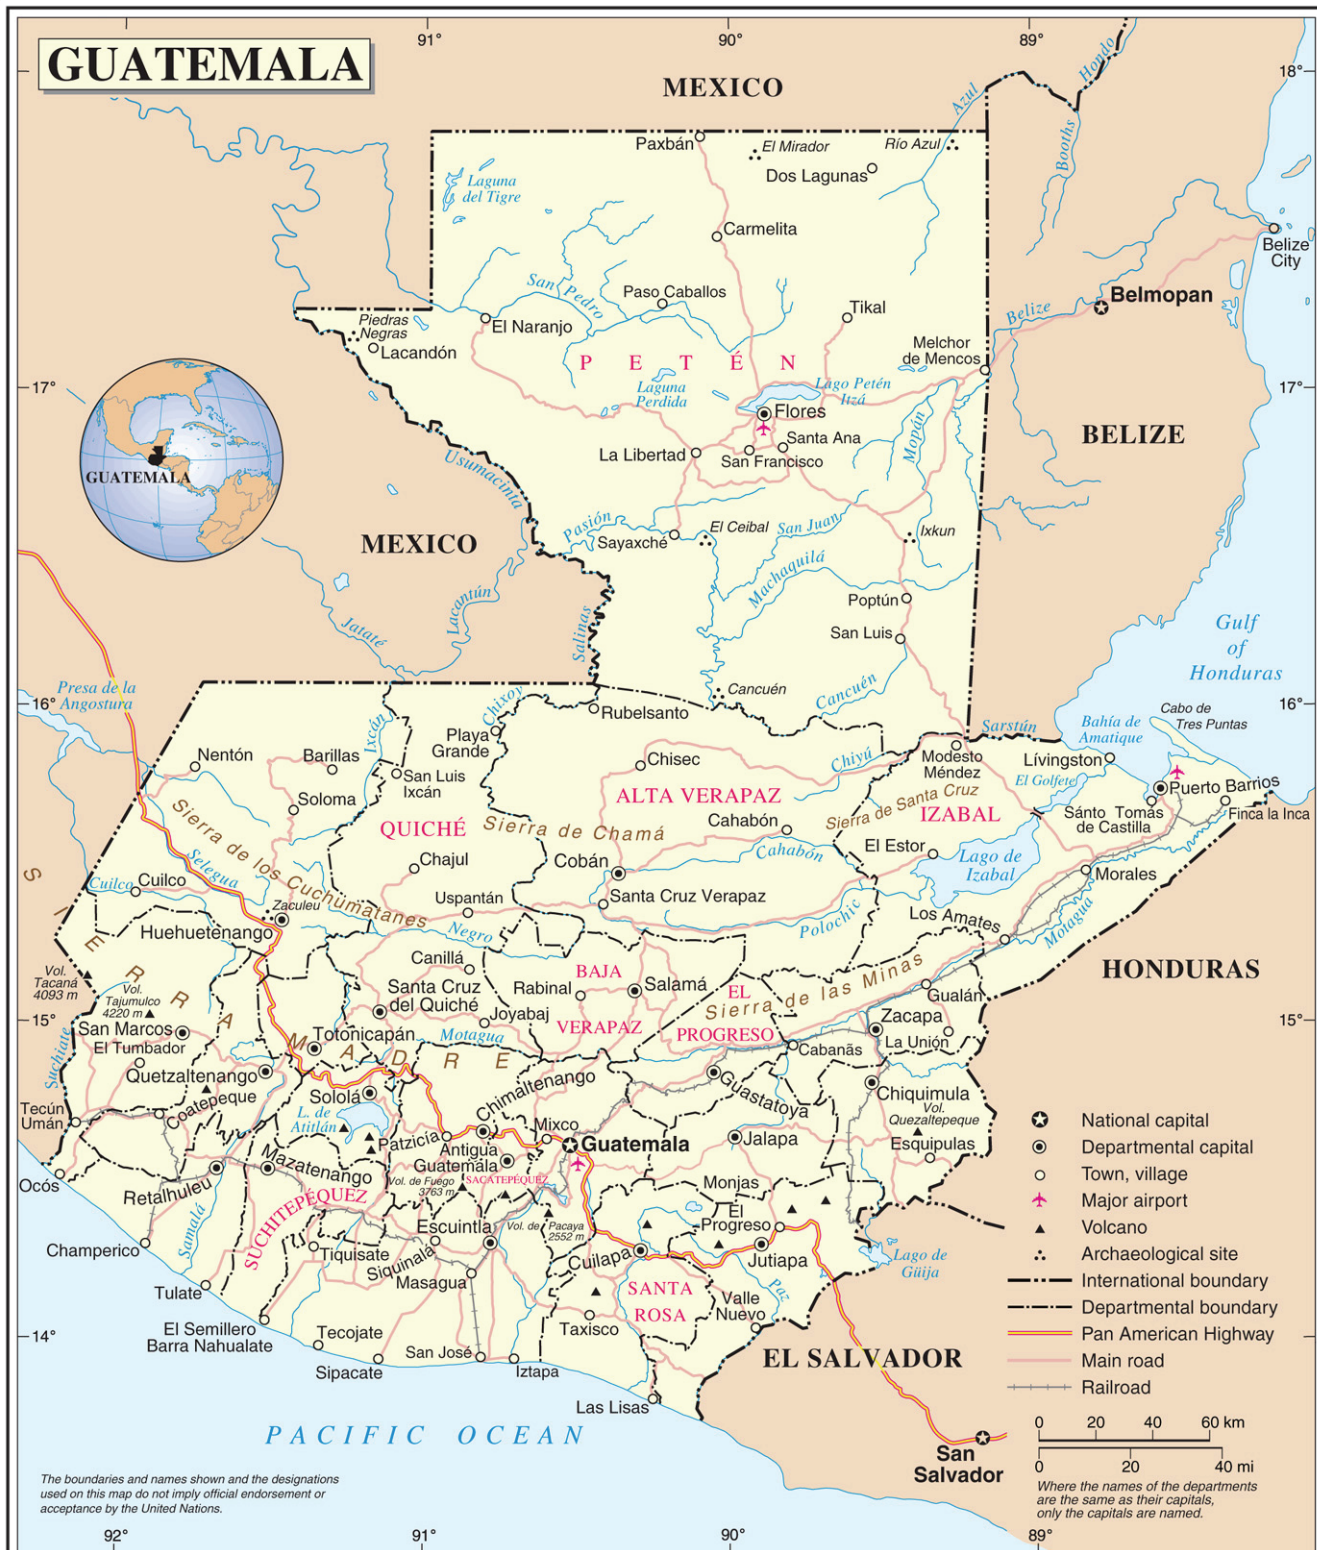 91°
90°
89°
GUATEMALA
18°
18°
MEXICO
Azul
Hondo
Booths
Paxbán
El Mirador
Río Azul
Dos Lagunas
Laguna
del Tigre
Carmelita
Belize
City
San Pedro
Paso Caballos
Tikal
Belize
Belmopan
Piedras
Negras
El Naranjo
Lacandón
Melchor
de Mencos
PETÉN
17°
17°
Laguna
Perdida
Lago Petén
Itzá
Flores
Mopán
BELIZE
Santa Ana
La Libertad
San Francisco
GUATEMALA
Usumacinta
MEXICO
Pasión
El Ceibal
San Juan
Ixkun
Sayaxché
Machaquilá
Lacantún
Poptún
Jataté
Salinas
San Luis
Gulf
of
Honduras
Presa de la
Angostura
16°
16°
Cancuén
Cancuén
Chixoy
Rubelsanto
Ixcán
Playa
Grande
Sarstún
Bahía de
Amatique
Cabo de
Tres Puntas
Nentón
Barillas
San Luis
Ixcán
Chisec
Chiyú
Modesto
Méndez
Lívingston
El Golfete
Puerto Barrios
Soloma
ALTA VERAPAZ
Sierra de Santa Cruz
IZABAL
Sánto Tomás
de Castilla
Finca la Inca
Sierra de los Cuchumatanes
QUICHÉ
Sierra de Chamá
Cahabón
Selegua
Chajul
Cobán
Cahabón
El Estor
Lago de
Izabal
Cuilco
Cuilco
Morales
Zaculeu
Uspantán
Santa Cruz Verapaz
Huehuetenango
Negro
Polochic
Los Amates
Motagua
SIERRA MADRE
Canillá
BAJA
VERAPAZ
HONDURAS
Vol.
Tacaná
4093 m
Vol.
Tajumulco
4220 m
Santa Cruz
del Quiché
Rabinal
Salamá
EL
PROGRESO
Sierra de las Minas
Gualán
San Marcos
Joyabaj
Zacapa
15°
15°
El Tumbador
Totonicapán
Motagua
Cabanãs
La Unión
Suchiate
Quetzaltenango
Chimaltenango
Guastatoya
Chiquimula
Tecún
Umán
Coatepeque
Sololá
L. de
Atitlán
Patzicía
Mixco
Guatemala
Jalapa
Vol.
Quezaltepeque
Esquipulas
Antigua
Guatemala
Ocós
Retalhuleu
Mazatenango
Vol. de Fuego
3763 m
SACATEPÉQUEZ
Monjas
SUCHITEPÉQUEZ
Escuintla
Vol. de Pacaya
2552 m
El
Progreso
Champerico
Samalá
Tiquisate
Siquinalá
Cuilapa
Jutiapa
Lago de
Güija
Masagua
Tulate
SANTA
ROSA
Valle
Nuevo
Paz
El Semillero
Barra Nahualate
Taxisco
14°
Tecojate
San José
Sipacate
Iztapa
EL SALVADOR
Las Lisas
PACIFIC OCEAN
San
Salvador
National capital
Departmental capital
Town, village
Major airport
Volcano
Archaeological site
International boundary
Departmental boundary
Pan American Highway
Main road
Railroad
0 20 40 60 km
0 20 40 mi
Where the names of the departments
are the same as their capitals,
only the capitals are named.
The boundaries and names shown and the designations
used on this map do not imply official endorsement or
acceptance by the United Nations.
92°
91°
90°
89°